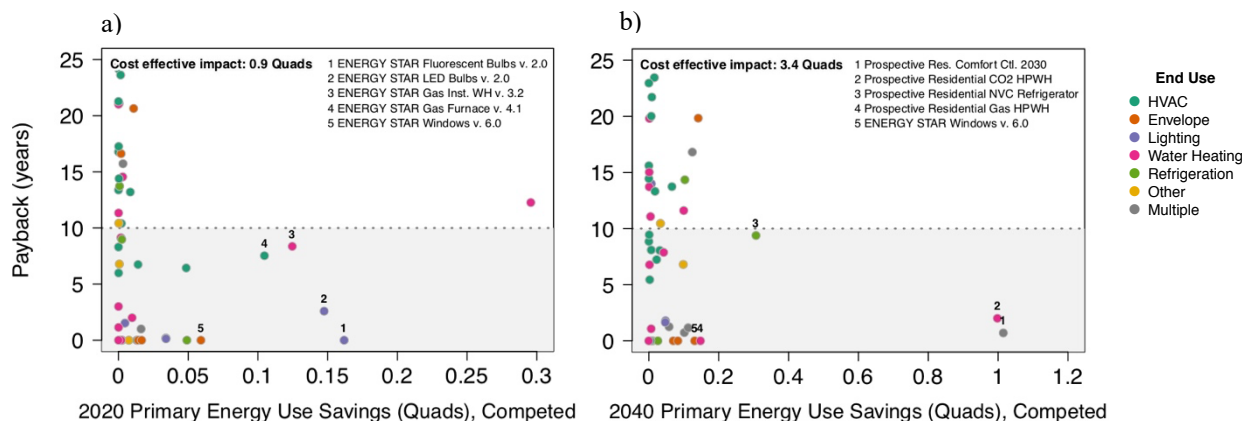 a)
Cost effective impact: 0.9 Quads
1 ENERGY STAR Fluorescent Bulbs v. 2.0
2 ENERGY STAR LED Bulbs v. 2.0
3 ENERGY STAR Gas Inst. WH v. 3.2
4 ENERGY STAR Gas Furnace v. 4.1
5 ENERGY STAR Windows v. 6.0
Payback (years)
25
20
15
10
5
0
4
3
2
5
1
0
0.05
0.1
0.15
0.2
0.25
0.3
2020 Primary Energy Use Savings (Quads), Competed
b)
Cost effective impact: 3.4 Quads
1 Prospective Res. Comfort Ctl. 2030
2 Prospective Residential CO2 HPWH
3 Prospective Residential NVC Refrigerator
4 Prospective Residential Gas HPWH
5 ENERGY STAR Windows v. 6.0
25
20
15
10
5
0
3
2
1
54
0
0.2
0.4
0.6
0.8
1
1.2
2040 Primary Energy Use Savings (Quads), Competed
End Use
HVAC
Envelope
Lighting
Water Heating
Refrigeration
Other
Multiple